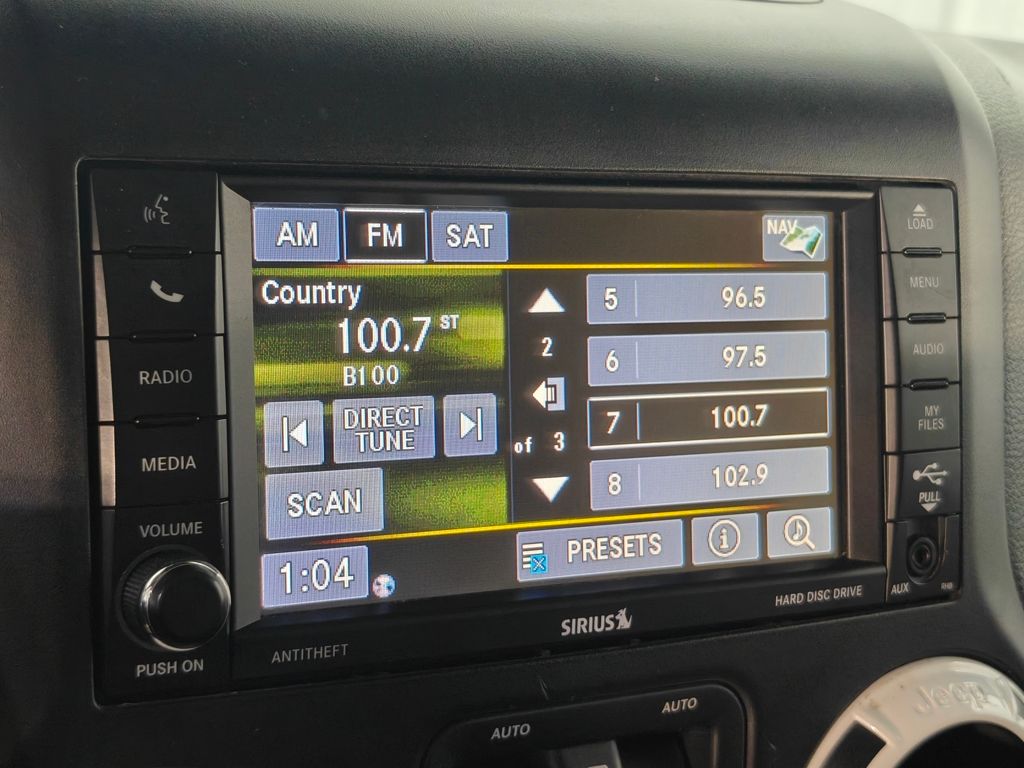 LOAD
MENU
AUDIO
MY
FILES
PULL
AUX
RHB
RADIO
MEDIA
VOLUME
PUSH ON
AM FM SAT NAV
Country
100.7 ST
B100
DIRECT
TUNE
SCAN
1:04
2
of 3
5 96.5
6 97.5
7 100.7
8 102.9
PRESETS
ANTITHEFT
SIRIUS
HARD DISC DRIVE
AUTO
AUTO
Jeep